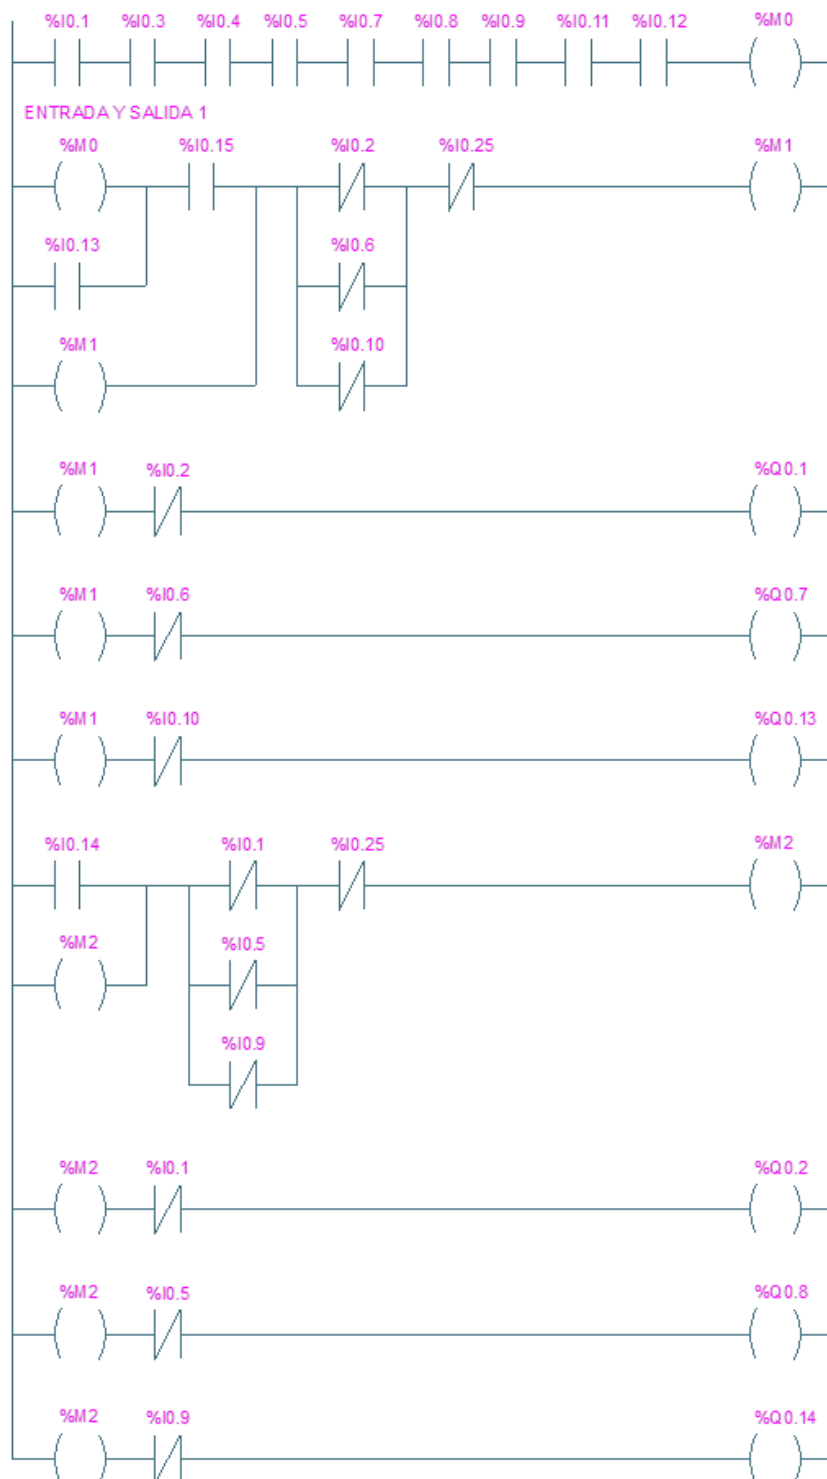 %I0.1 %I0.3 %I0.4 %I0.5 %I0.7 %I0.8 %I0.9 %I0.11 %I0.12 %M0
ENTRADA Y SALIDA 1
%M0 %I0.15 %I0.2 %I0.25 %M1
%I0.13 %I0.6
%M1 %I0.10
%M1 %I0.2 %Q0.1
%M1 %I0.6 %Q0.7
%M1 %I0.10 %Q0.13
%I0.14 %I0.1 %I0.25 %M2
%M2 %I0.5
%I0.9
%M2 %I0.1 %Q0.2
%M2 %I0.5 %Q0.8
%M2 %I0.9 %Q0.14